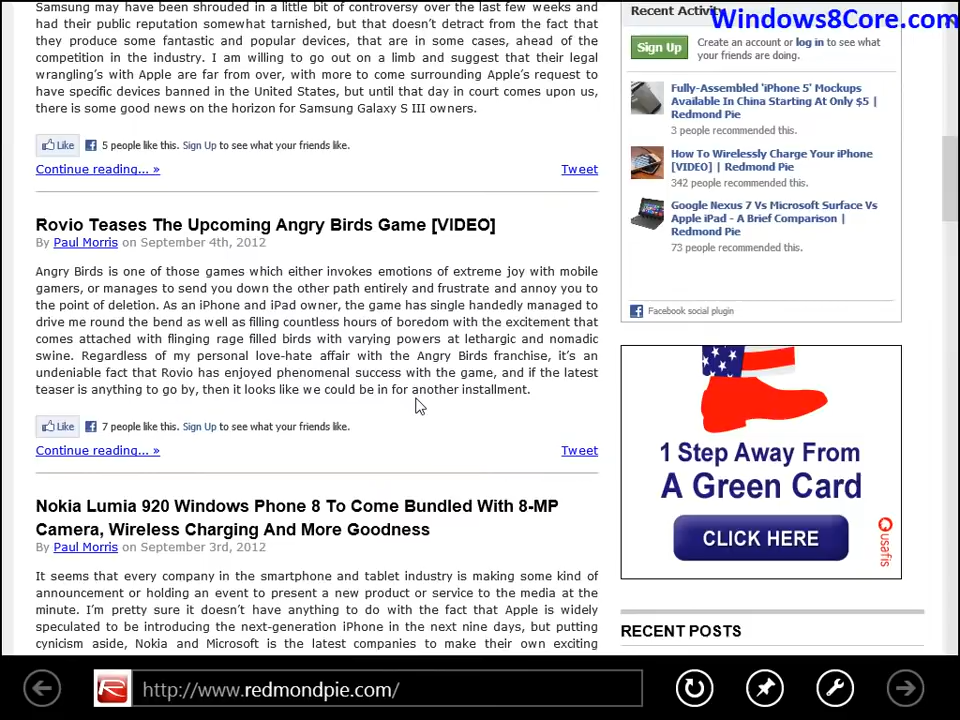 Samsung may have been shrouded in a little bit of controversy over the last few weeks and
had their public reputation somewhat tarnished, but that doesn't detract from the fact that
they produce some fantastic and popular devices, that are in some cases, ahead of the
competition in the industry. I am willing to go out on a limb and suggest that their legal
wrangling's with Apple are far from over, with more to come surrounding Apple's request to
have specific devices banned in the United States, but until that day in court comes upon us,
there is some good news on the horizon for Samsung Galaxy S III owners.
Like 5 people like this. Sign Up to see what your friends like.
Continue reading... » Tweet
Rovio Teases The Upcoming Angry Birds Game [VIDEO]
By Paul Morris on September 4th, 2012
Angry Birds is one of those games which either invokes emotions of extreme joy with mobile
gamers, or manages to send you down the other path entirely and frustrate and annoy you to
the point of deletion. As an iPhone and iPad owner, the game has single handedly managed to
drive me round the bend as well as filling countless hours of boredom with the excitement that
comes attached with flinging rage filled birds with varying powers at lethargic and nomadic
swine. Regardless of my personal love-hate affair with the Angry Birds franchise, it's an
undeniable fact that Rovio has enjoyed phenomenal success with the game, and if the latest
teaser is anything to go by, then it looks like we could be in for another installment.
Like 7 people like this. Sign Up to see what your friends like.
Continue reading... » Tweet
Nokia Lumia 920 Windows Phone 8 To Come Bundled With 8-MP
Camera, Wireless Charging And More Goodness
By Paul Morris on September 3rd, 2012
It seems that every company in the smartphone and tablet industry is making some kind of
announcement or holding an event to present a new product or service to the media at the
minute. I'm pretty sure it doesn't have anything to do with the fact that Apple is widely
speculated to be introducing the next-generation iPhone in the next nine days, but putting
cynicism aside, Nokia and Microsoft is the latest companies to make their own exciting
Recent Activity
Windows8Core.com
Sign Up Create an account or log in to see what
your friends are doing.
Fully-Assembled 'iPhone 5' Mockups
Available In China Starting At Only $5 |
Redmond Pie
3 people recommended this.
How To Wirelessly Charge Your iPhone
[VIDEO] | Redmond Pie
342 people recommended this.
Google Nexus 7 Vs Microsoft Surface Vs
Apple iPad - A Brief Comparison |
Redmond Pie
73 people recommended this.
Facebook social plugin
1 Step Away From
A Green Card
CLICK HERE
usafis
RECENT POSTS
http://www.redmondpie.com/